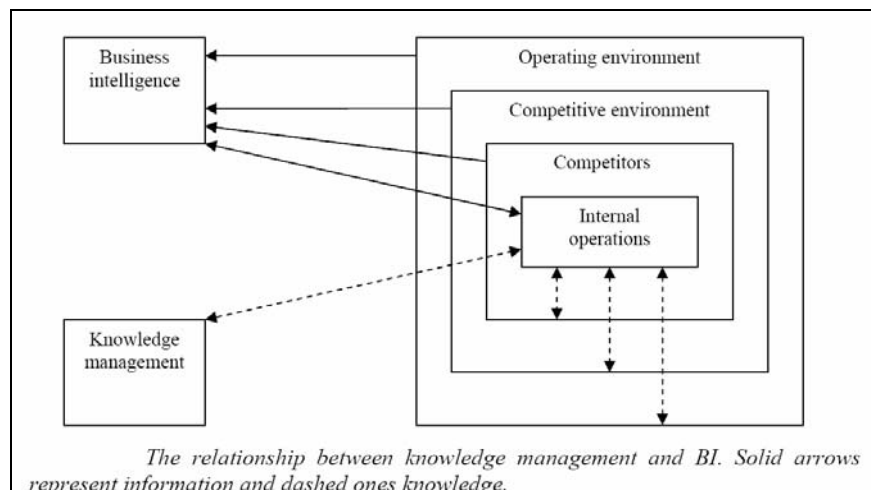 Business
intelligence
Operating environment
Competitive environment
Competitors
Internal
operations
Knowledge
management
The relationship between knowledge management and BI. Solid arrows
represent information and dashed ones knowledge.